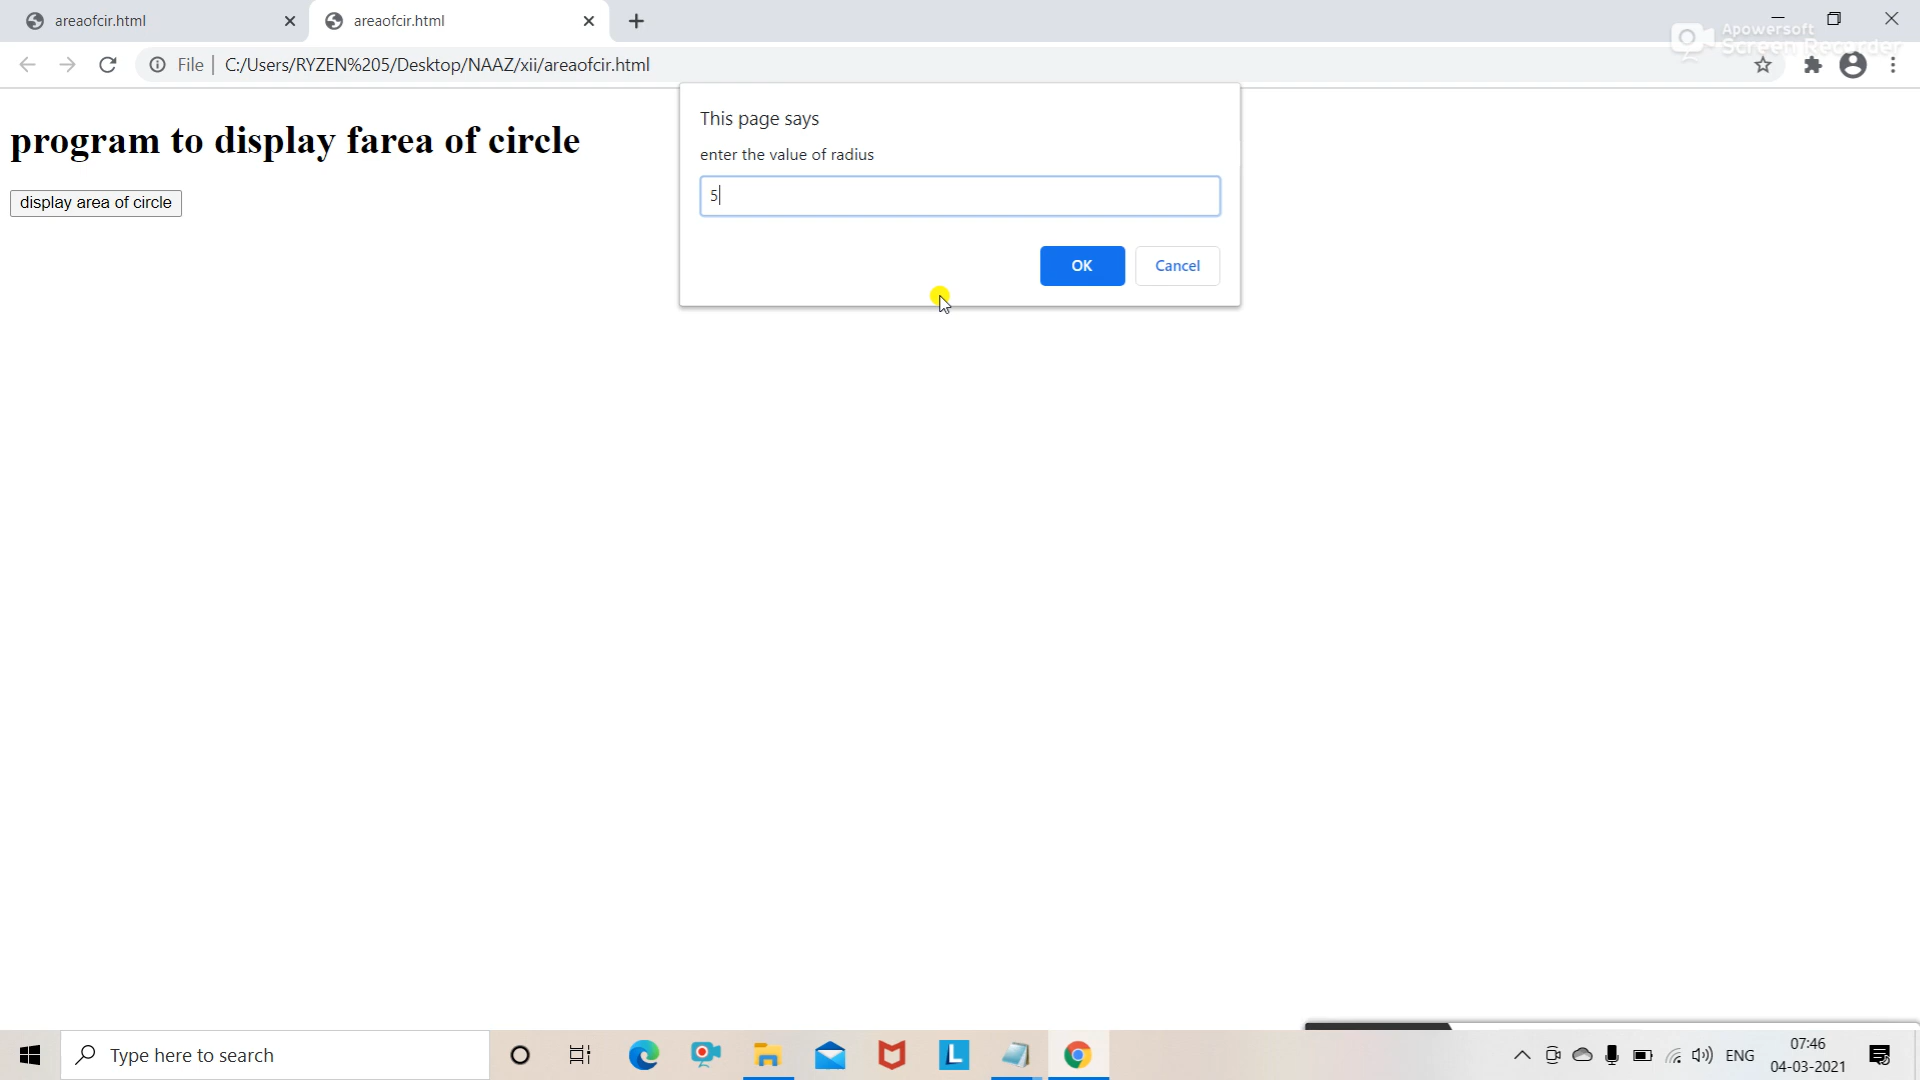 areaofcir.html
areaofcir.html
Apowersoft
Screen Recorder
File
C:/Users/RYZEN%205/Desktop/NAAZ/xii/areaofcir.html
This page says
enter the value of radius
5
OK
Cancel
program to display farea of circle
display area of circle
Type here to search
L
ENG
07:46
04-03-2021